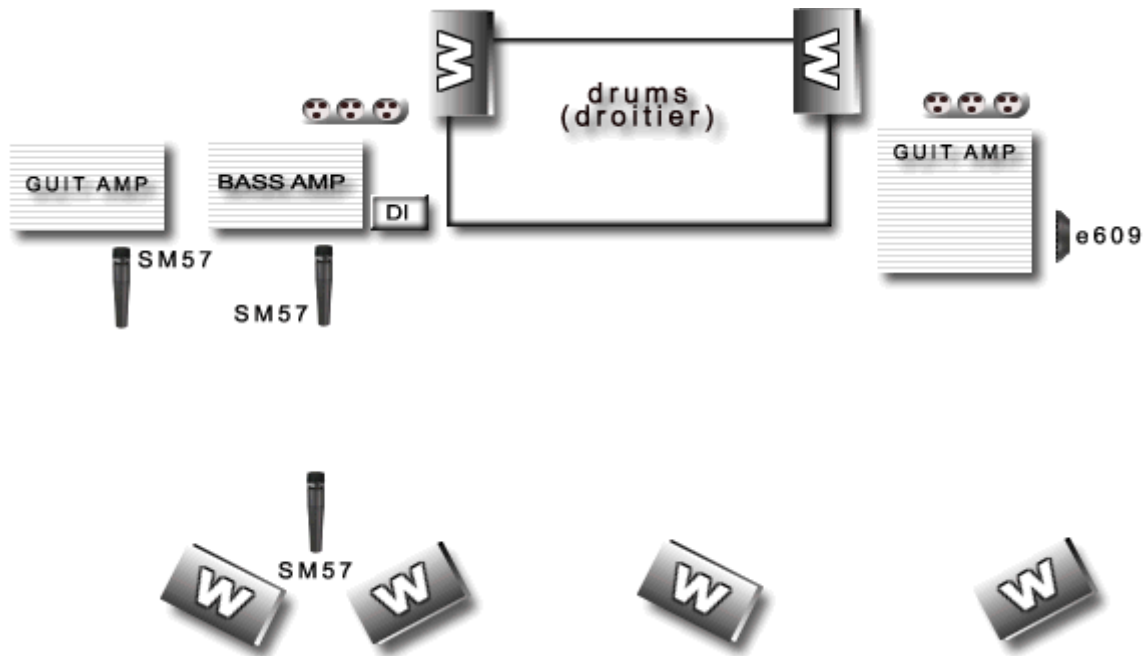 W
W
drums
(droitier)
GUIT AMP
BASS AMP
DI
GUIT AMP
SM57
SM57
e609
SM57
W
W
W
W